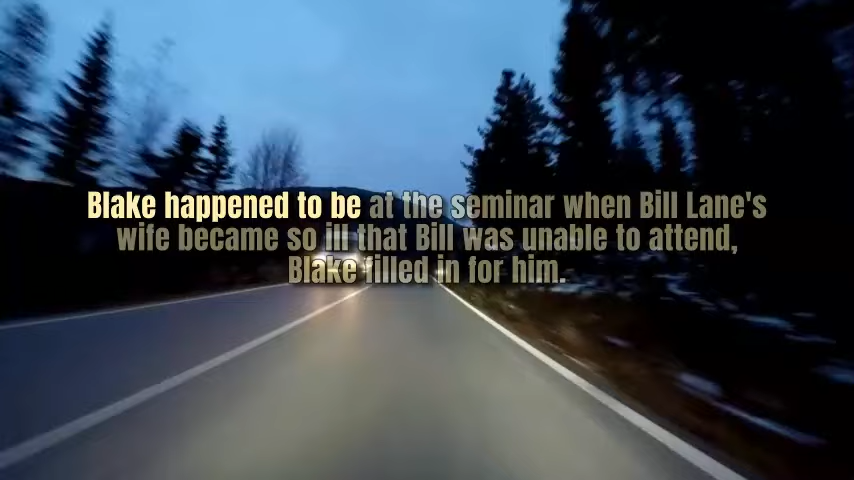 Blake happened to be at the seminar when Bill Lane's
wife became so ill that Bill was unable to attend,
Blake filled in for him.